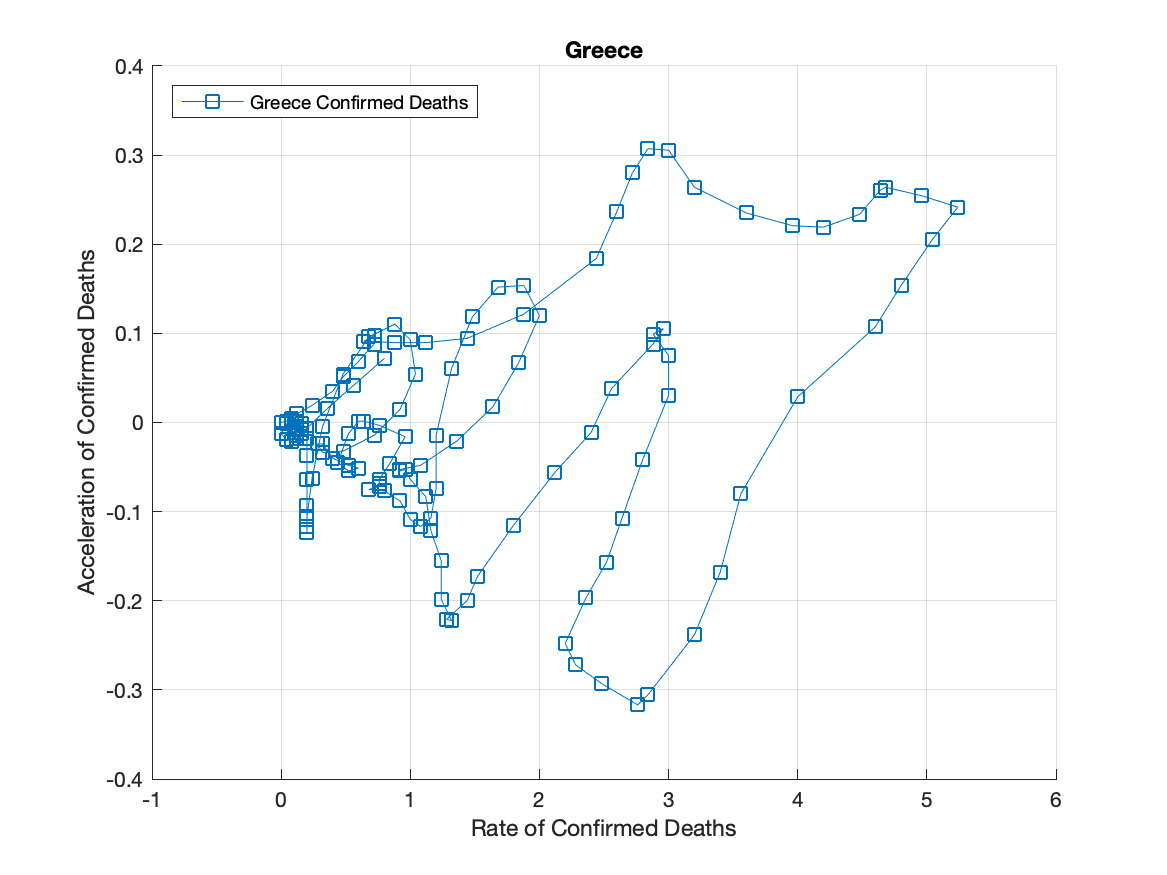 Greece
0.4
Greece Confirmed Deaths
0.3
0.2
0.1
0
-0.1
-0.2
-0.3
-0.4
Acceleration of Confirmed Deaths
-1 0 1 2 3 4 5 6
Rate of Confirmed Deaths